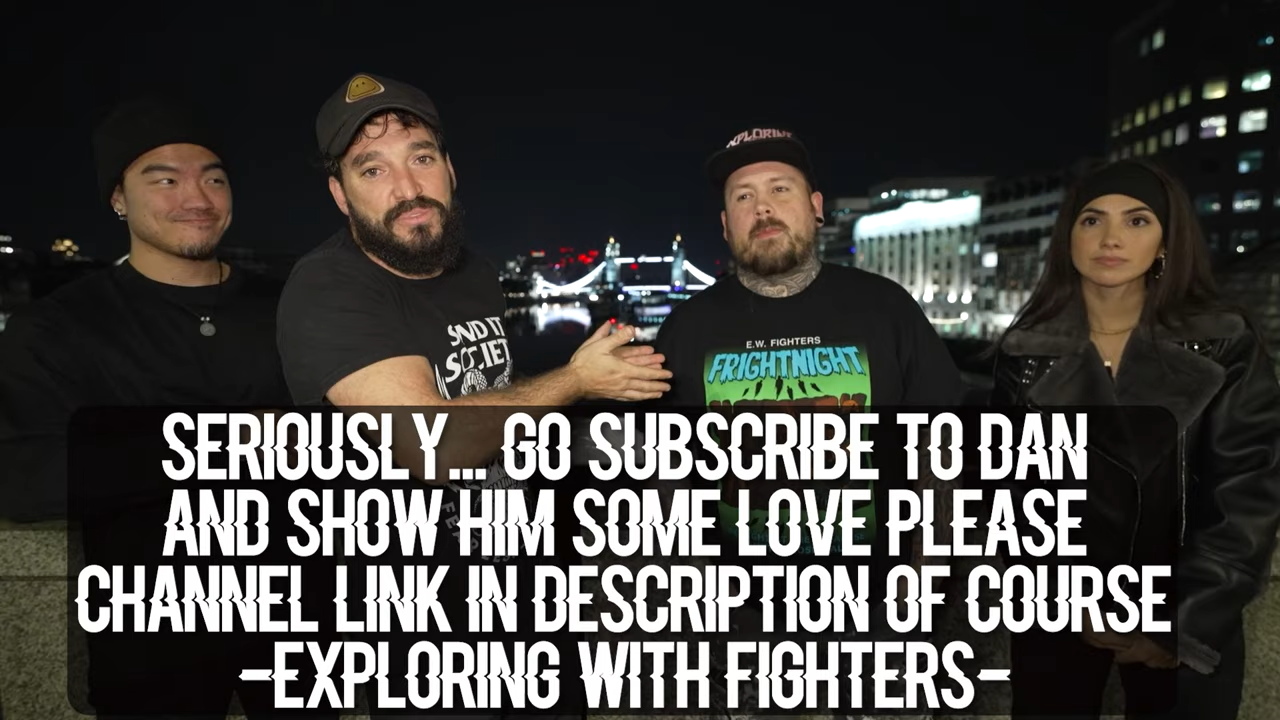 EXPLORING
SND IT
SOCIETY
E.W. FIGHTERS
FRIGHTNIGHT
SERIOUSLY... GO SUBSCRIBE TO DAN
AND SHOW HIM SOME LOVE PLEASE
CHANNEL LINK IN DESCRIPTION OF COURSE
-EXPLORING WITH FIGHTERS-